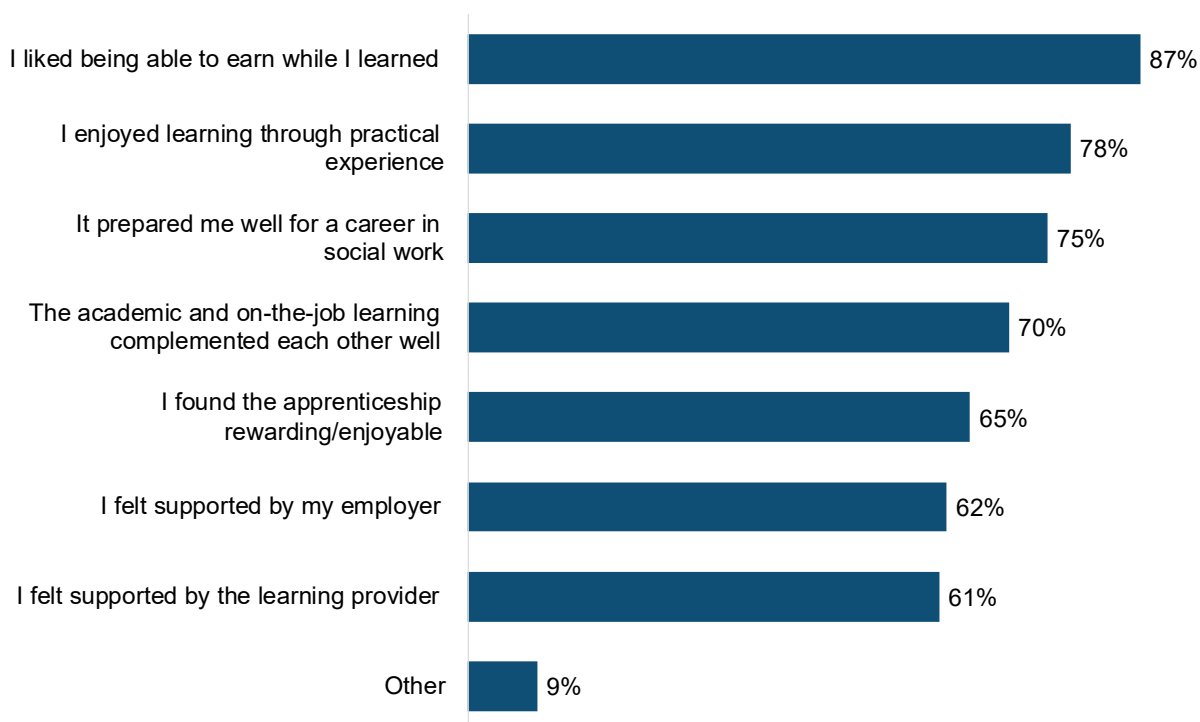 I liked being able to earn while I learned
87%
I enjoyed learning through practical
experience
78%
It prepared me well for a career in
social work
75%
The academic and on-the-job learning
complemented each other well
70%
I found the apprenticeship
rewarding/enjoyable
65%
I felt supported by my employer
62%
I felt supported by the learning provider
61%
Other
9%